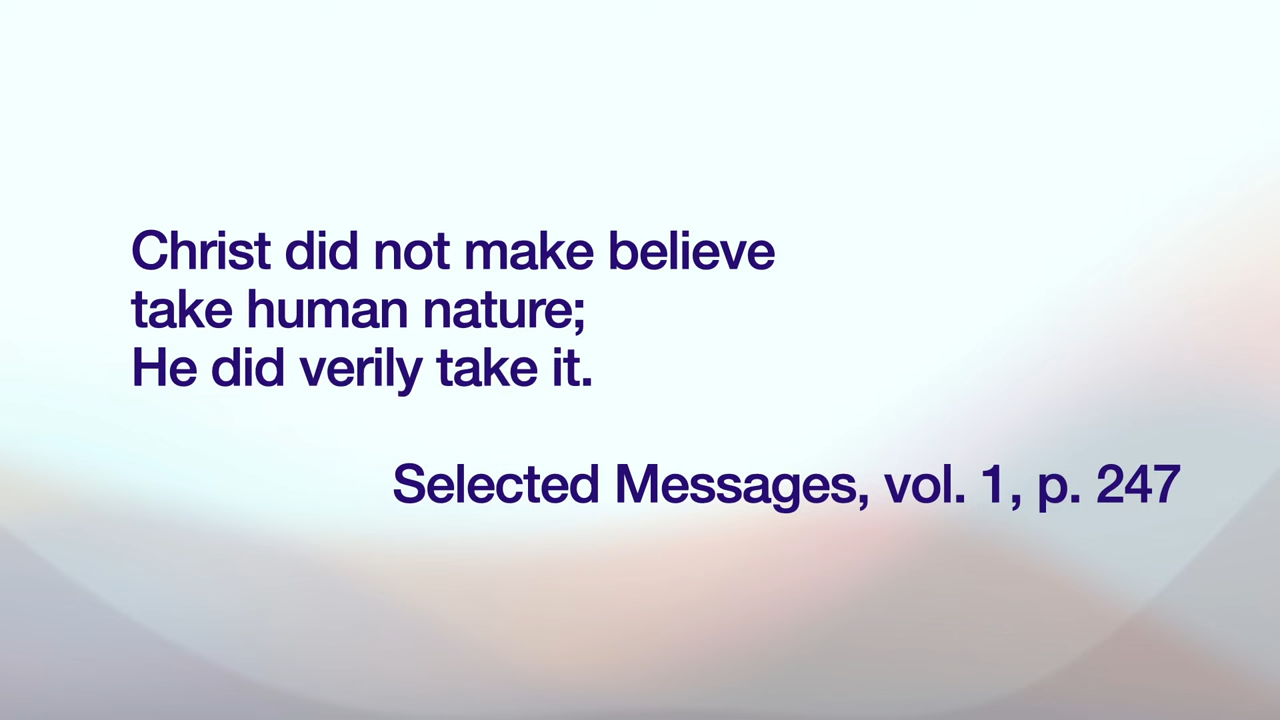 Christ did not make believe
take human nature;
He did verily take it.
Selected Messages, vol. 1, p. 247